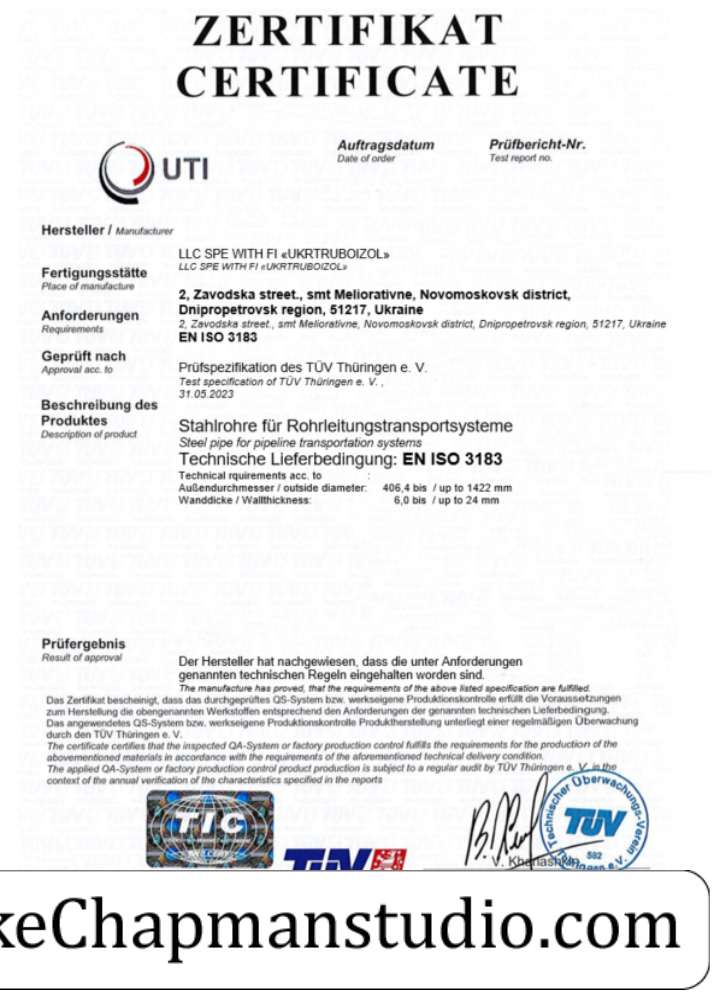 ZERTIFIKAT
CERTIFICATE
UTI
Auftragsdatum
Date of order
Prüfbericht-Nr.
Test report no.
Hersteller / Manufacturer
LLC SPE WITH FI «UKRTRUBOIZOL»
LLC SPE WITH FI «UKRTRUBOIZOL»
Fertigungsstätte
Place of manufacture
2, Zavodska street., smt Meliorativne, Novomoskovsk district,
Dnipropetrovsk region, 51217, Ukraine
2, Zavodska street., smt Meliorativne, Novomoskovsk district, Dnipropetrovsk region, 51217, Ukraine
Anforderungen
Requirements
EN ISO 3183
Geprüft nach
Approval acc. to
Prüfspezifikation des TÜV Thüringen e. V.
Test specification of TÜV Thüringen e. V. ,
31.05.2023
Beschreibung des
Produktes
Description of product
Stahlrohre für Rohrleitungstransportsysteme
Steel pipe for pipeline transportation systems
Technische Lieferbedingung: EN ISO 3183
Technical rquirements acc. to :
Außendurchmesser / outside diameter: 406,4 bis / up to 1422 mm
Wanddicke / Wallthickness: 6,0 bis / up to 24 mm
Prüfergebnis
Result of approval
Der Hersteller hat nachgewiesen, dass die unter Anforderungen
genannten technischen Regeln eingehalten worden sind.
The manufacture has proved, that the requirements of the above listed specification are fulfilled.
Das Zertifikat bescheinigt, dass das durchgeprüftes QS-System bzw. werkseigene Produktionskontrolle erfüllt die Voraussetzungen
zum Herstellung die obengenannten Werkstoffen entsprechend den Anforderungen der genannten technischen Lieferbedingung.
Das angewendetes QS-System bzw. werkseigene Produktionskontrolle Produktherstellung unterliegt einer regelmäßigen Überwachung
durch den TÜV Thüringen e. V.
The certificate certifies that the inspected QA-System or factory production control fulfills the requirements for the production of the
abovementioned materials in accordance with the requirements of the aforementioned technical delivery condition.
The applied QA-System or factory production control product production is subject to a regular audit by TÜV Thüringen e. V. in the
context of the annual verification of the characteristics specified in the reports
TIC
TÜV
Technischer Überwachungs-Verein
TÜV
592
Thüringen e.V.
V. Khanashkin
keChapmanstudio.com